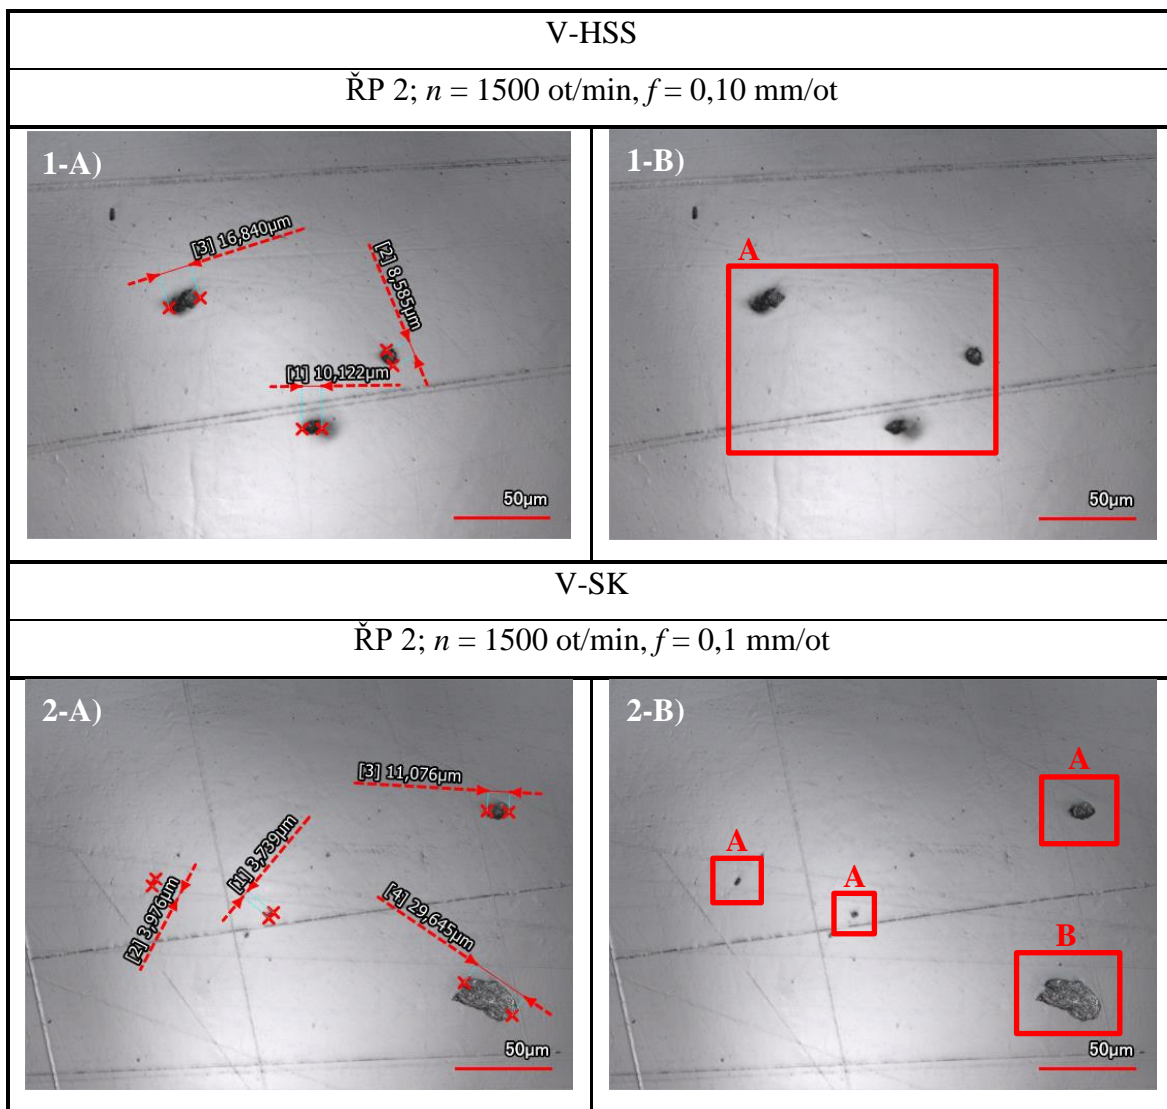 V-HSS
ŘP 2; n = 1500 ot/min, f = 0,10 mm/ot
1-A)
[3] 16,840µm
[2] 8,585µm
[1] 10,122µm
50µm
1-B)
A
50µm
V-SK
ŘP 2; n = 1500 ot/min, f = 0,1 mm/ot
2-A)
[3] 11,076µm
[1] 3,739µm
[2] 3,976µm
[4] 29,645µm
50µm
2-B)
A
A
A
B
50µm